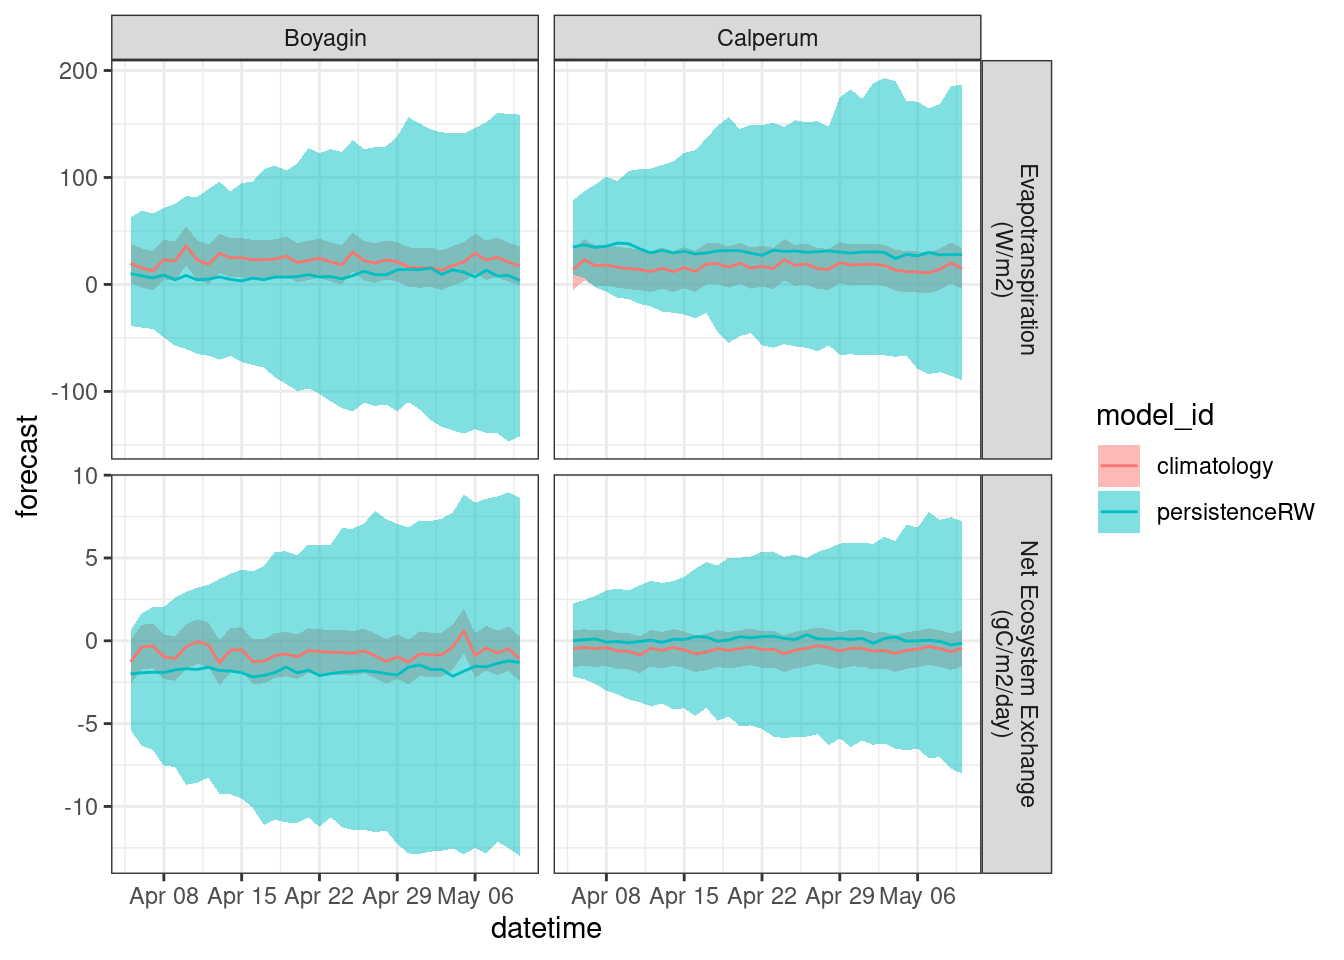 Boyagin
Calperum
200
100
0
-100
Evapotranspiration
(W/m2)
10
5
0
-5
-10
Net Ecosystem Exchange
(gC/m2/day)
forecast
Apr 08 Apr 15 Apr 22 Apr 29 May 06
Apr 08 Apr 15 Apr 22 Apr 29 May 06
datetime
model_id
climatology
persistenceRW